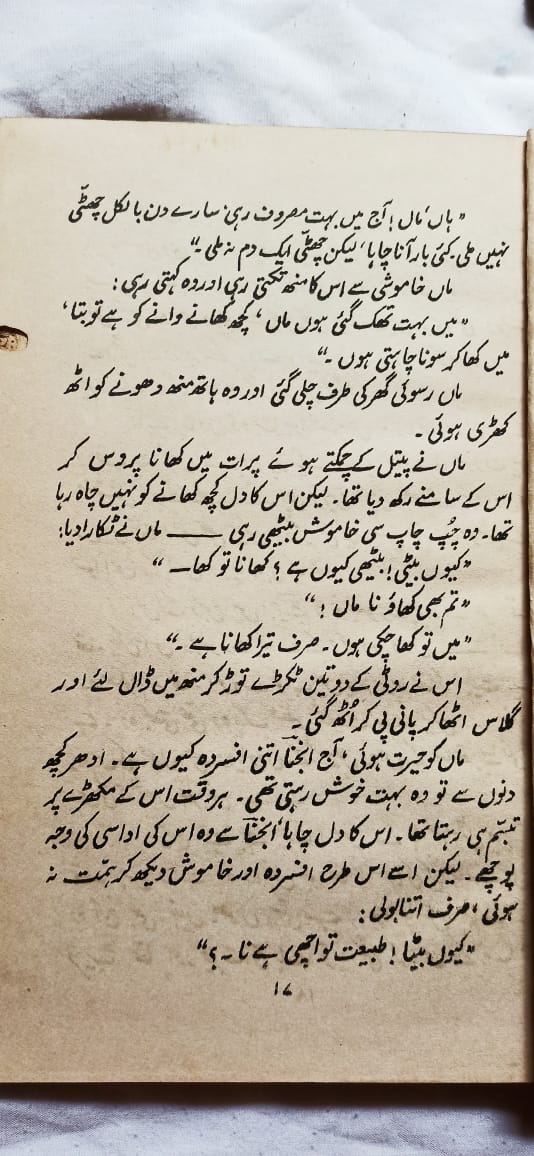 ”ہاں‘ ماں! آج میں بہت مصروف رہی۔ سارے دن بالکل چھٹّی
نہیں ملی۔ کئی بار آنا چاہا‘ لیکن چھٹّی ایک دم نہ ملی۔“
ماں خاموشی سے اس کا منھ تکتی رہی اور وہ کہتی رہی:
”میں بہت تھک گئی ہوں ماں‘ کچھ کھانے وانے کو ہے تو بتا‘
میں کھا کر سونا چاہتی ہوں۔“
ماں رسوئی گھر کی طرف چلی گئی اور وہ ہاتھ منھ دھونے کو اٹھ
کھڑی ہوئی۔
ماں نے پیتل کے چمکتے ہوئے پرات میں کھانا پروس کر
اس کے سامنے رکھ دیا تھا۔ لیکن اس کا دل کچھ کھانے کو نہیں چاہ رہا
تھا۔ وہ چُپ چاپ سی خاموش بیٹھی رہی —— ماں نے ٹکارا دیا:
”کیوں بیٹی! بیٹھی کیوں ہے؟ کھانا تو کھا—“
”تم بھی کھاؤ نا ماں!“
”میں تو کھا چکی ہوں۔ صرف تیرا کھانا ہے۔“
اس نے روٹی کے دو تین ٹکڑے توڑ کر منھ میں ڈال لئے اور
گلاس اٹھا کر پانی پی کر اُٹھ گئی۔
ماں کو حیرت ہوئی‘ آج انجنا اتنی افسردہ کیوں ہے۔ ادھر کچھ
دنوں سے تو وہ بہت خوش رہتی تھی۔ ہر وقت اس کے مکھڑے پر
تبسّم ہی رہتا تھا۔ اس کا دل چاہا‘ انجنا سے وہ اس کی اداسی کی وجہ
پوچھے۔ لیکن اسے اس طرح افسردہ اور خاموش دیکھ کر ہمّت نہ
ہوئی‘ صرف اتنا بولی:
”کیوں بیٹا! طبیعت تو اچھی ہے نا۔؟“
۱۷